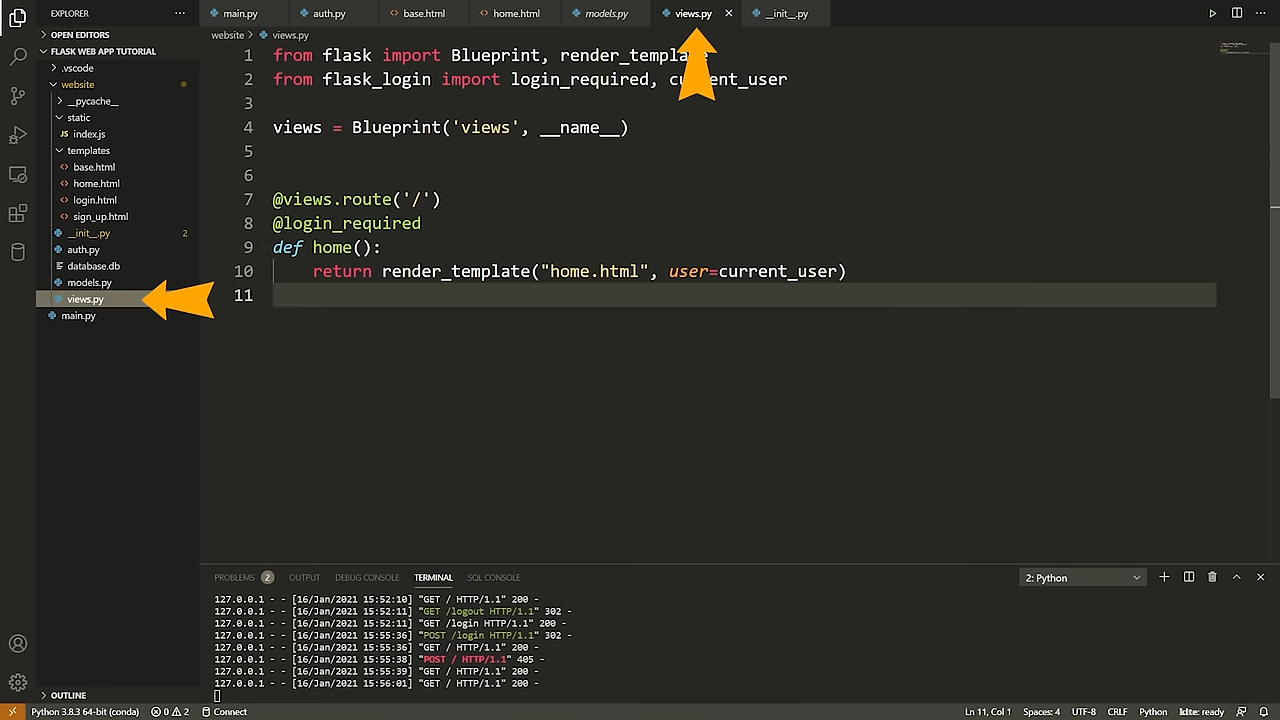 EXPLORER ···
main.py auth.py base.html home.html models.py views.py × __init__.py ···
OPEN EDITORS
FLASK WEB APP TUTORIAL
.vscode
website
__pycache__
static
JS index.js
templates
<> base.html
<> home.html
<> login.html
<> sign_up.html
__init__.py 2
auth.py
database.db
models.py
views.py
main.py
OUTLINE
website > views.py
1 from flask import Blueprint, render_template
2 from flask_login import login_required, current_user
3
4 views = Blueprint('views', __name__)
5
6
7 @views.route('/')
8 @login_required
9 def home():
10 return render_template("home.html", user=current_user)
11
PROBLEMS 2 OUTPUT DEBUG CONSOLE TERMINAL SQL CONSOLE 2: Python
127.0.0.1 - - [16/Jan/2021 15:52:10] "GET / HTTP/1.1" 200 -
127.0.0.1 - - [16/Jan/2021 15:52:11] "GET /logout HTTP/1.1" 302 -
127.0.0.1 - - [16/Jan/2021 15:52:11] "GET /login HTTP/1.1" 200 -
127.0.0.1 - - [16/Jan/2021 15:55:36] "POST /login HTTP/1.1" 302 -
127.0.0.1 - - [16/Jan/2021 15:55:36] "GET / HTTP/1.1" 200 -
127.0.0.1 - - [16/Jan/2021 15:55:38] "POST / HTTP/1.1" 405 -
127.0.0.1 - - [16/Jan/2021 15:55:39] "GET / HTTP/1.1" 200 -
127.0.0.1 - - [16/Jan/2021 15:56:01] "GET / HTTP/1.1" 200 -
Python 3.8.3 64-bit (conda) 0 2 Connect Ln 11, Col 1 Spaces: 4 UTF-8 CRLF Python kite: ready